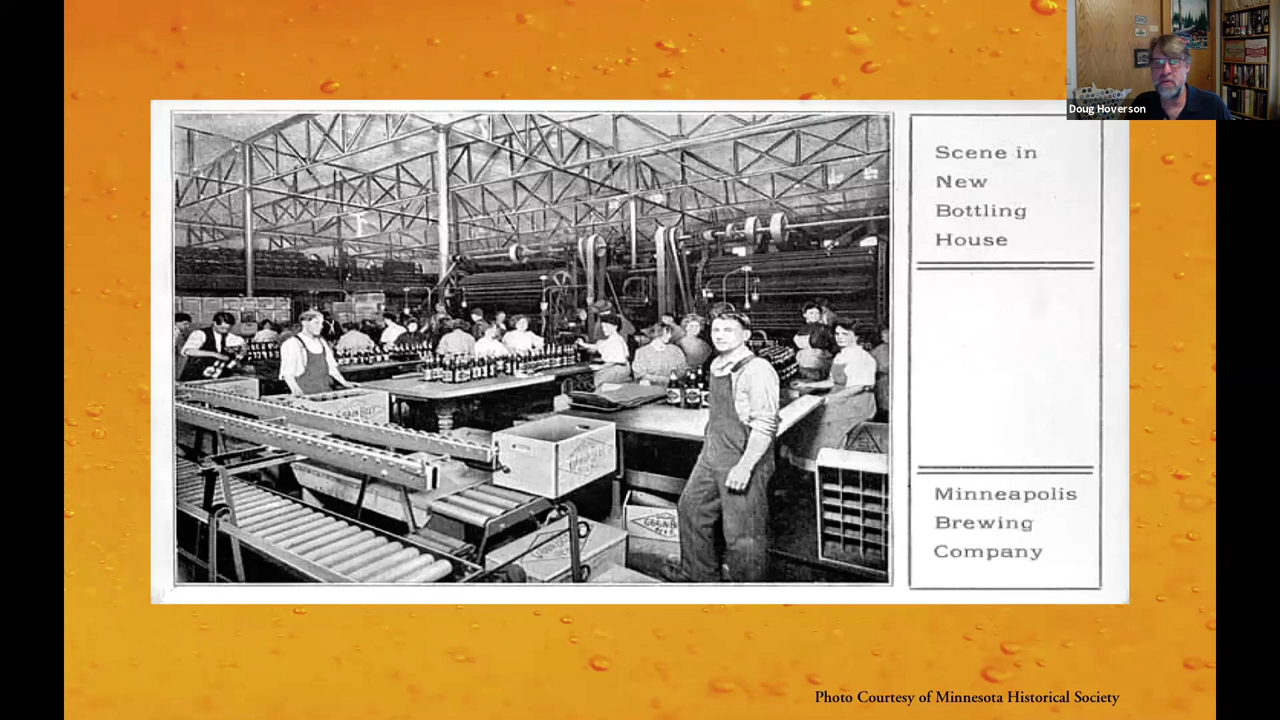 Doug Hoverson
Scene in
New
Bottling
House
Minneapolis
Brewing
Company
Photo Courtesy of Minnesota Historical Society